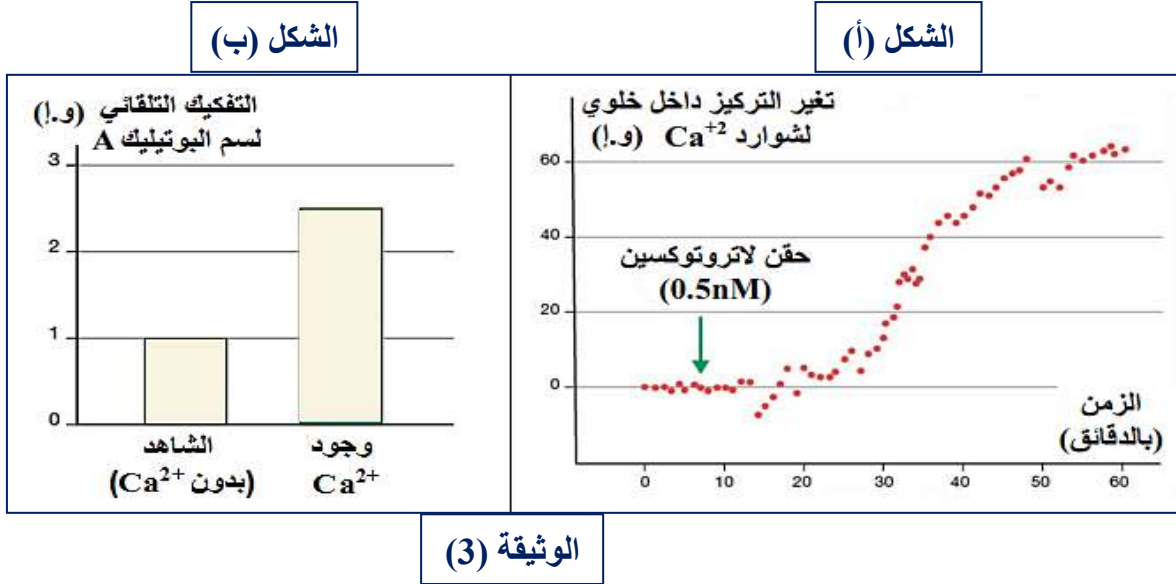 الشكل (أ)
الشكل (ب)
تغير التركيز داخل خلوي
لشوارد Ca⁺² (و.إ)
60
40
20
0
حقن لاتروتوكسين
(0.5nM)
الزمن
(بالدقائق)
0 10 20 30 40 50 60
التفكيك التلقائي (و.إ)
لسم البوتيليك A
3
2
1
0
الشاهد
(بدون Ca²⁺)
وجود
Ca²⁺
الوثيقة (3)